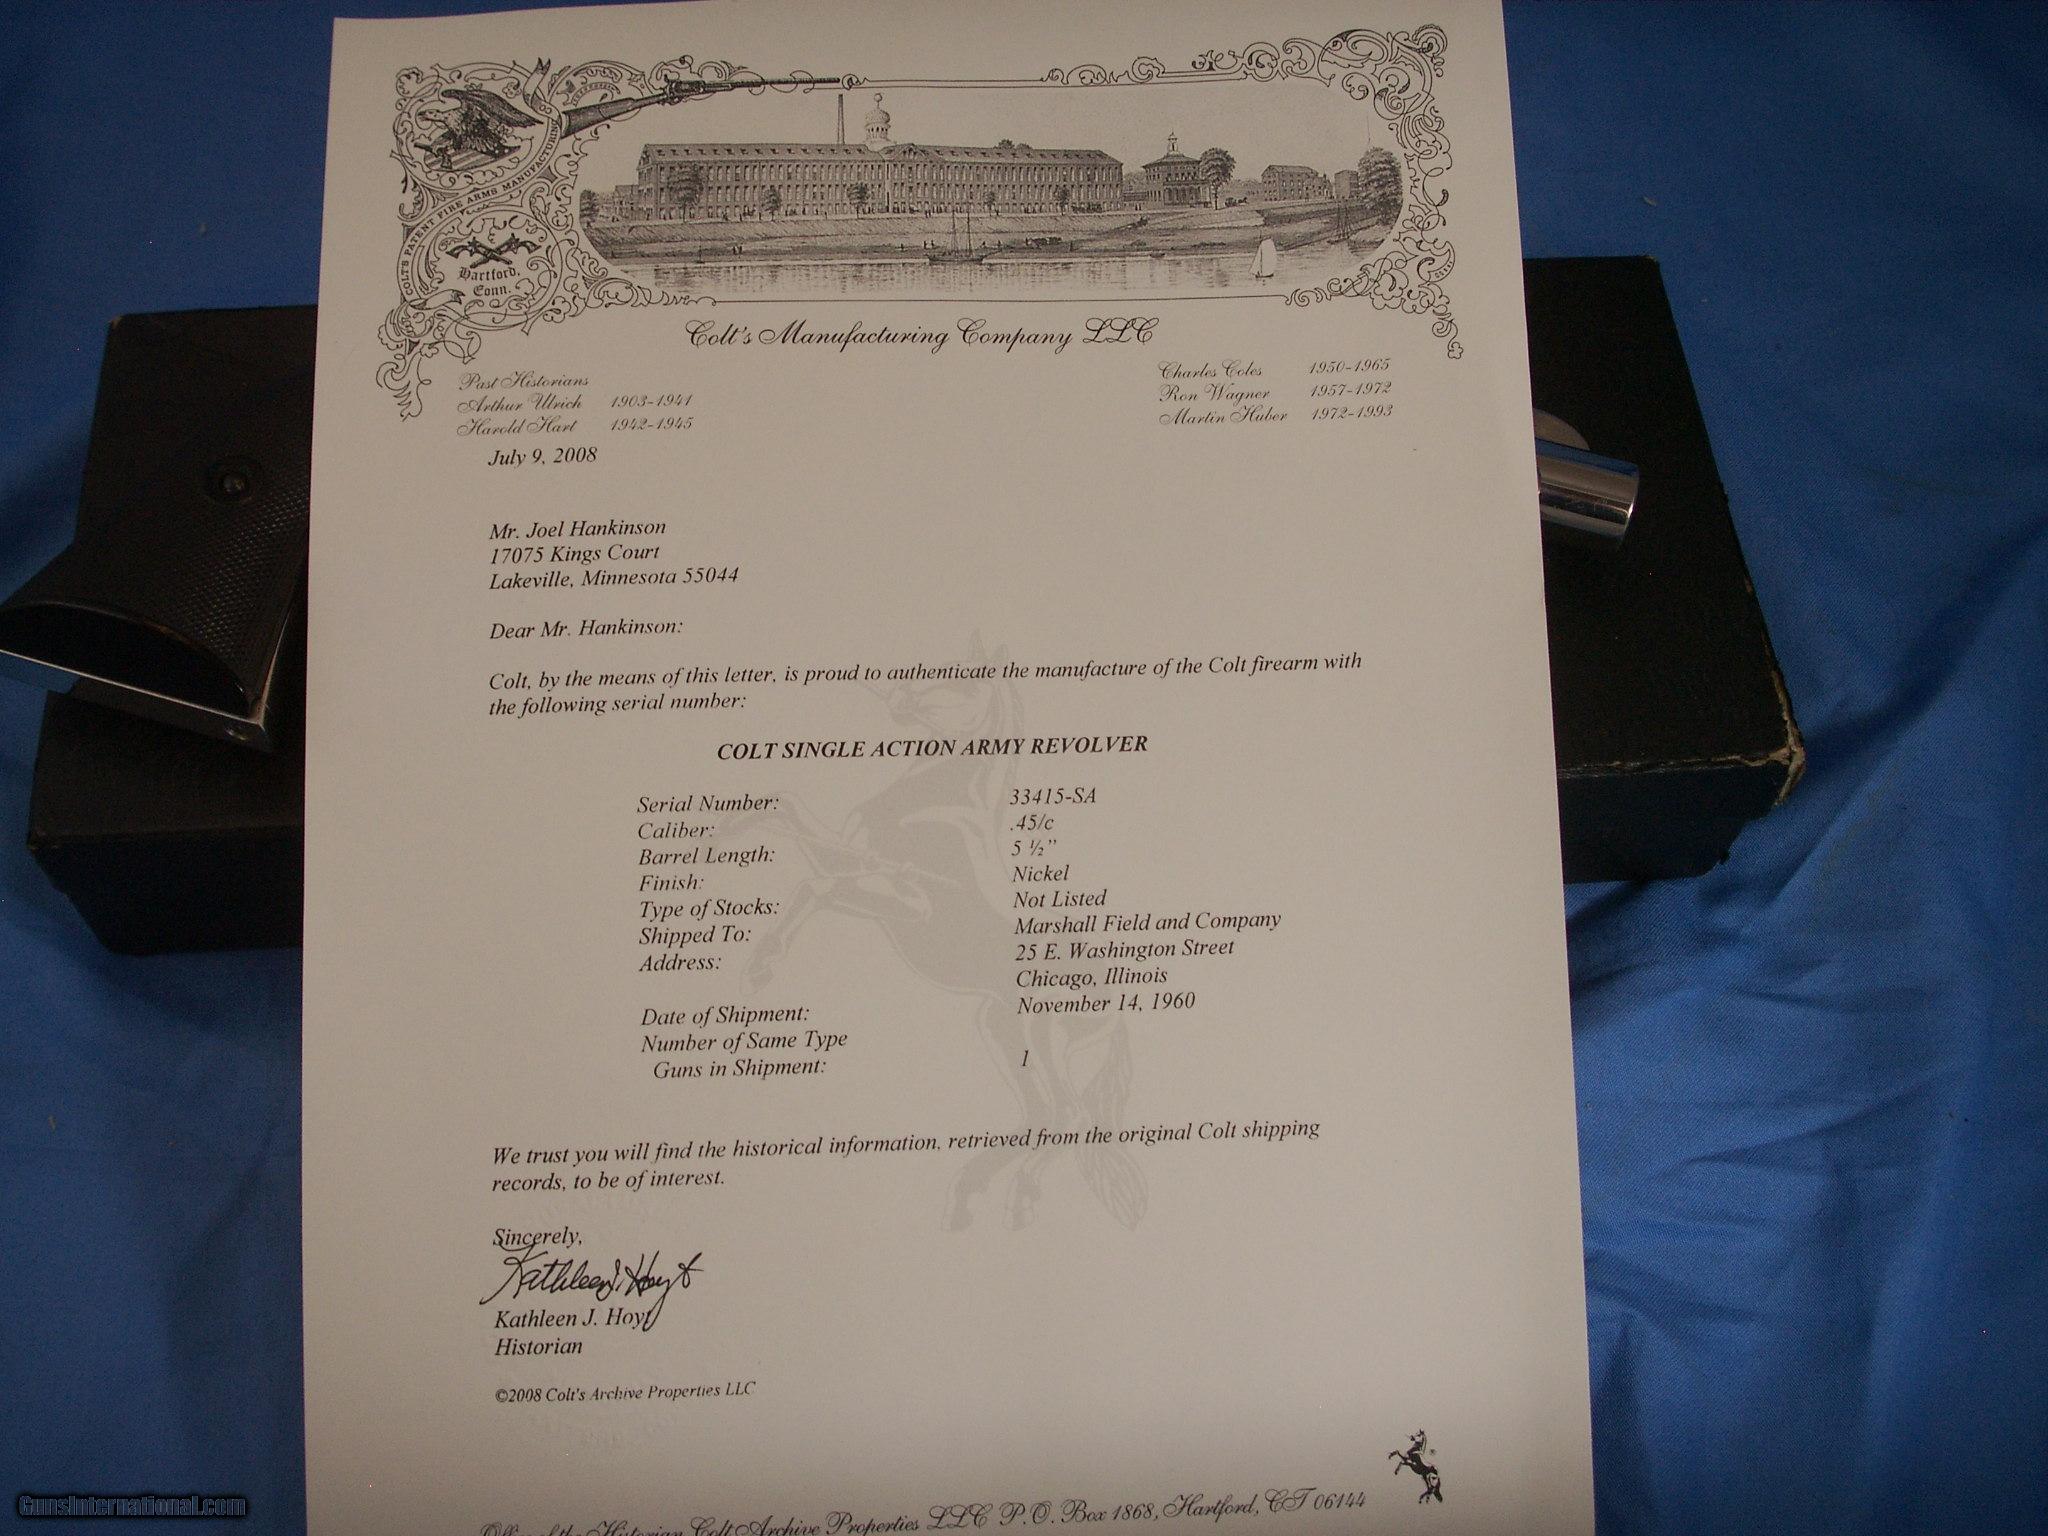 COLT'S PATENT FIRE ARMS MANUFACTURING
Hartford,
Conn.
Colt's Manufacturing Company LLC
Past Historians
Arthur Ulrich 1903-1941
Harold Hart 1942-1945
Charles Coles 1950-1965
Ron Wagner 1957-1972
Martin Huber 1972-1993
July 9, 2008
Mr. Joel Hankinson
17075 Kings Court
Lakeville, Minnesota 55044
Dear Mr. Hankinson:
Colt, by the means of this letter, is proud to authenticate the manufacture of the Colt firearm with
the following serial number:
COLT SINGLE ACTION ARMY REVOLVER
Serial Number: 33415-SA
Caliber: .45/c
Barrel Length: 5 ½"
Finish: Nickel
Type of Stocks: Not Listed
Shipped To: Marshall Field and Company
Address: 25 E. Washington Street
Chicago, Illinois
Date of Shipment: November 14, 1960
Number of Same Type
Guns in Shipment: 1
We trust you will find the historical information, retrieved from the original Colt shipping
records, to be of interest.
Sincerely,
Kathleen J. Hoyt
Kathleen J. Hoyt
Historian
©2008 Colt's Archive Properties LLC
Office of the Historian Colt Archive Properties LLC P.O. Box 1868, Hartford, CT 06144
GunsInternational.com